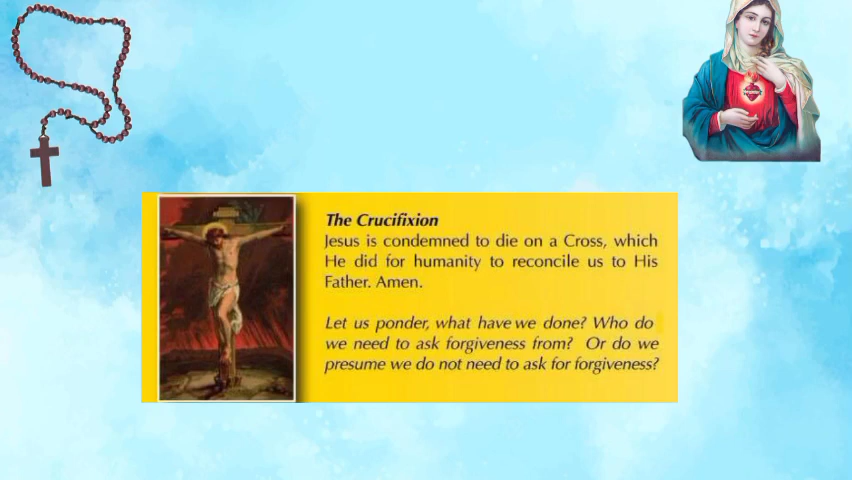 The Crucifixion
Jesus is condemned to die on a Cross, which
He did for humanity to reconcile us to His
Father. Amen.
Let us ponder, what have we done? Who do
we need to ask forgiveness from? Or do we
presume we do not need to ask for forgiveness?